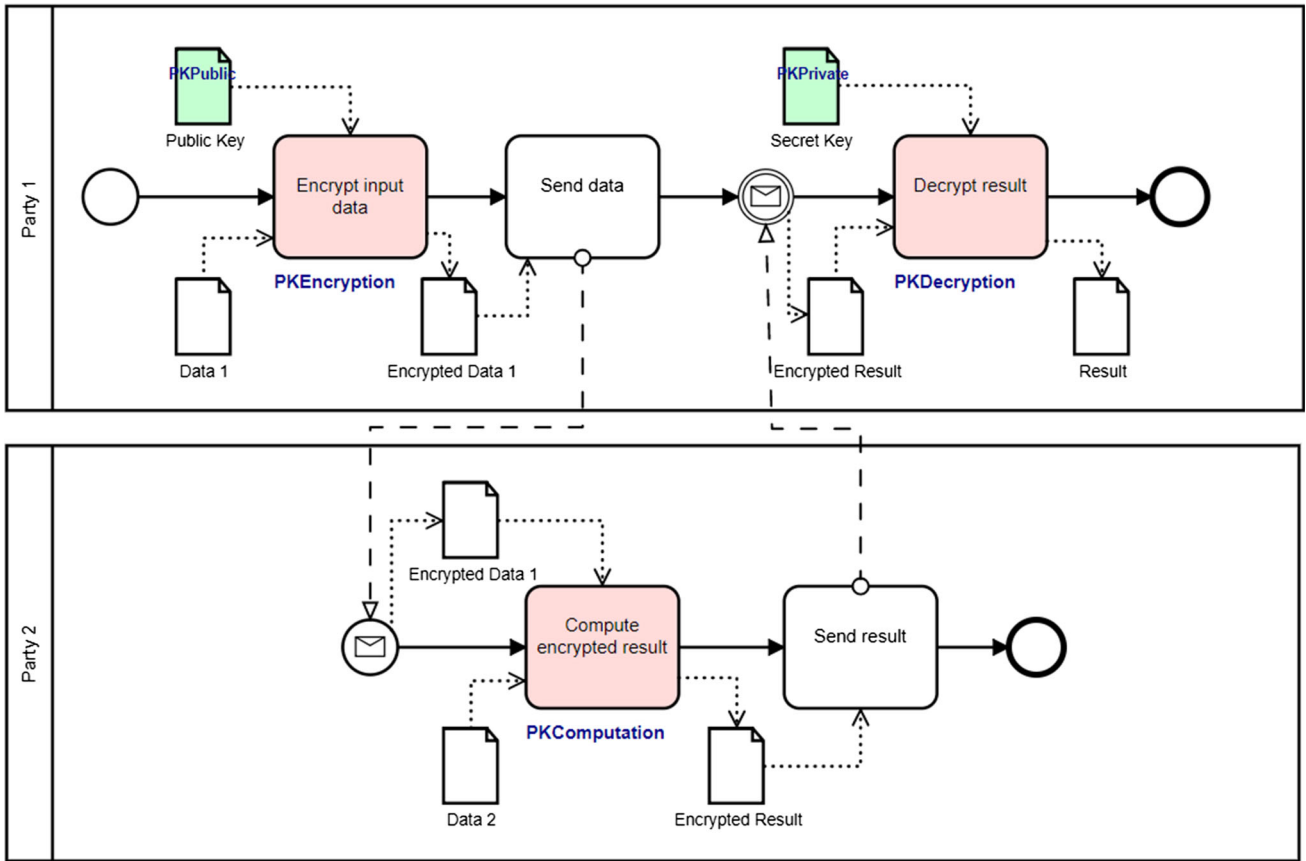 Party 1
PKPublic
Public Key
Encrypt input
data
PKEncryption
Data 1
Encrypted Data 1
Send data
PKPrivate
Secret Key
Decrypt result
PKDecryption
Encrypted Result
Result
Party 2
Encrypted Data 1
Compute
encrypted result
PKComputation
Data 2
Encrypted Result
Send result